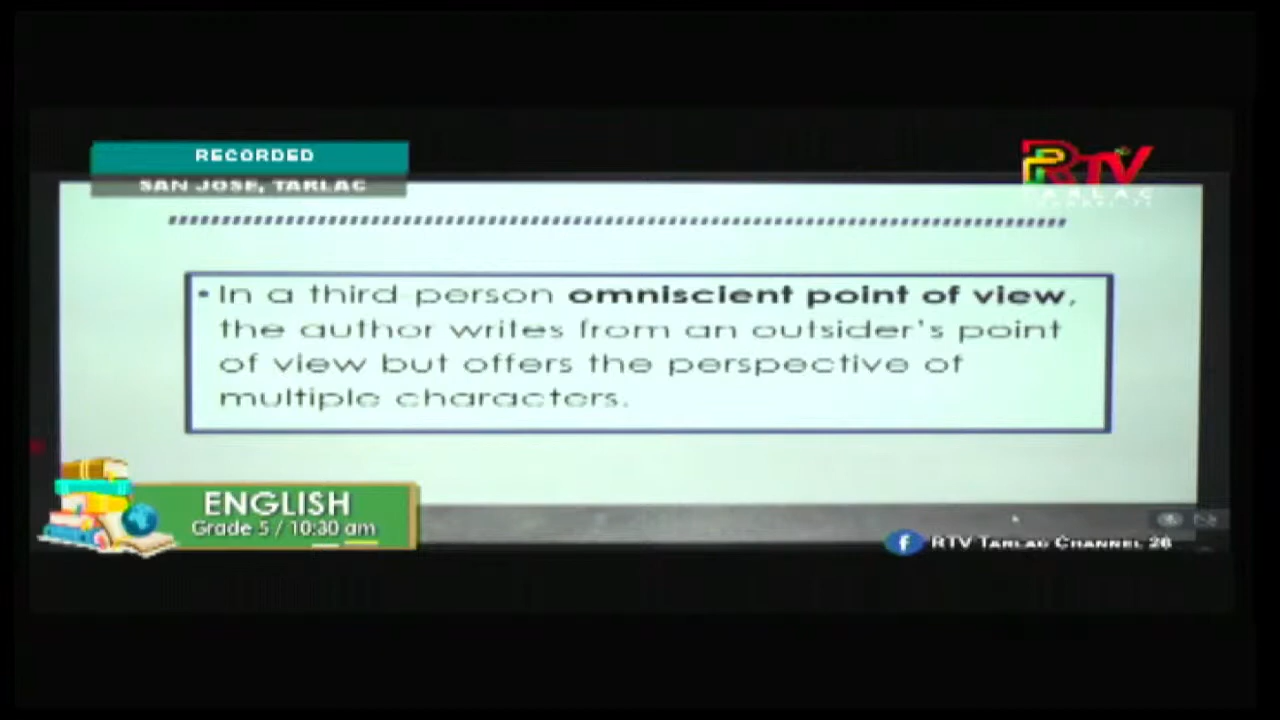 RECORDED
SAN JOSE, TARLAC
RTV
TARLAC
• In a third person omniscient point of view,
the author writes from an outsider's point
of view but offers the perspective of
multiple characters.
ENGLISH
Grade 5 / 10:30 am
RTV TARLAC CHANNEL 26